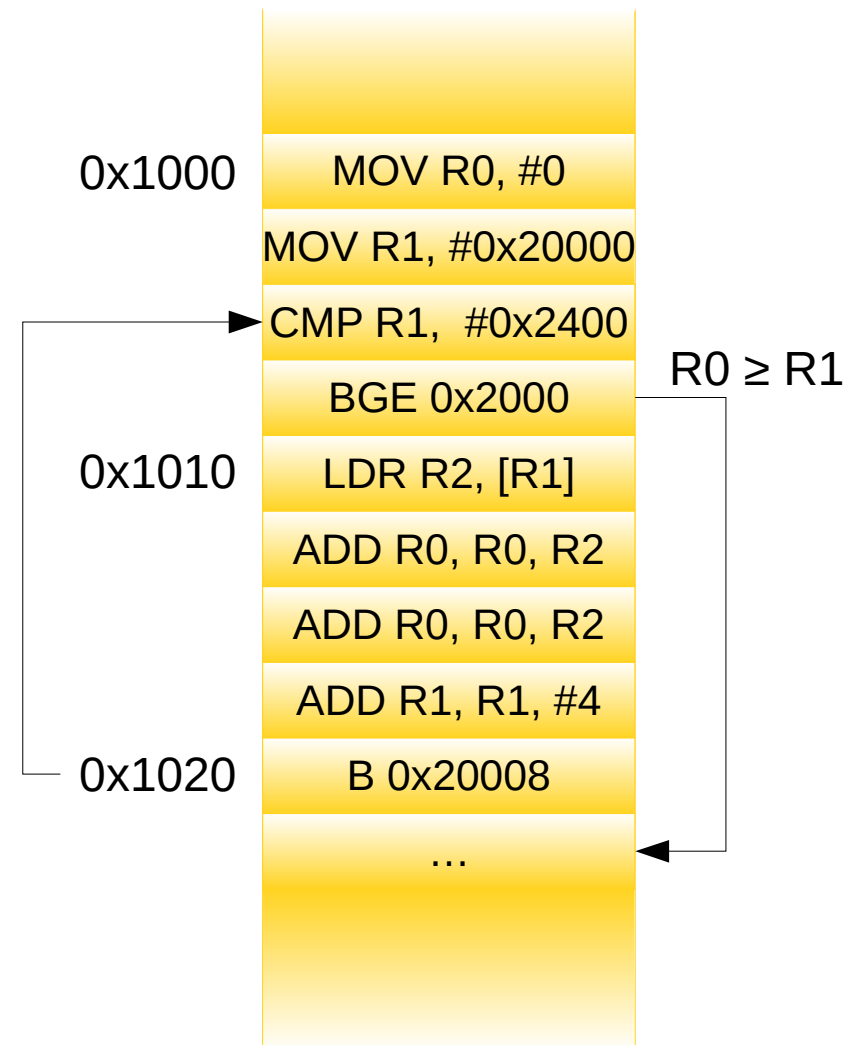 0x1000 MOV R0, #0
MOV R1, #0x20000
CMP R1, #0x2400
R0 ≥ R1
BGE 0x2000
0x1010 LDR R2, [R1]
ADD R0, R0, R2
ADD R0, R0, R2
ADD R1, R1, #4
0x1020 B 0x20008
...